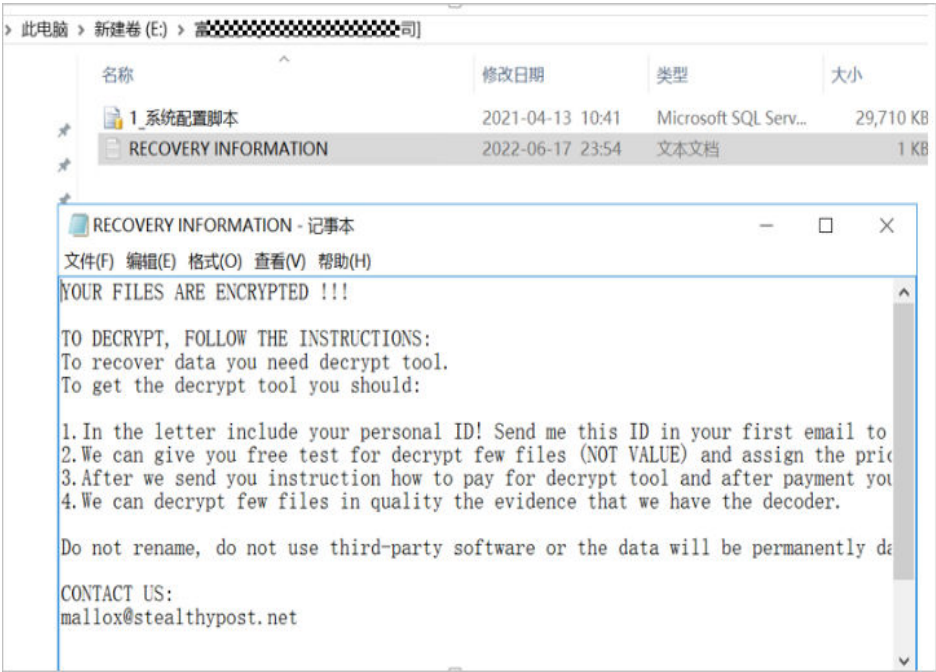 此电脑 > 新建卷 (E:) > 富 司]
名称 修改日期 类型 大小
1_系统配置脚本 2021-04-13 10:41 Microsoft SQL Serv... 29,710 KB
RECOVERY INFORMATION 2022-06-17 23:54 文本文档 1 KB
RECOVERY INFORMATION - 记事本
文件(F) 编辑(E) 格式(O) 查看(V) 帮助(H)
YOUR FILES ARE ENCRYPTED !!!
TO DECRYPT, FOLLOW THE INSTRUCTIONS:
To recover data you need decrypt tool.
To get the decrypt tool you should:
1.In the letter include your personal ID! Send me this ID in your first email to
2.We can give you free test for decrypt few files (NOT VALUE) and assign the pric
3.After we send you instruction how to pay for decrypt tool and after payment you
4.We can decrypt few files in quality the evidence that we have the decoder.
Do not rename, do not use third-party software or the data will be permanently da
CONTACT US:
mallox@stealthypost.net